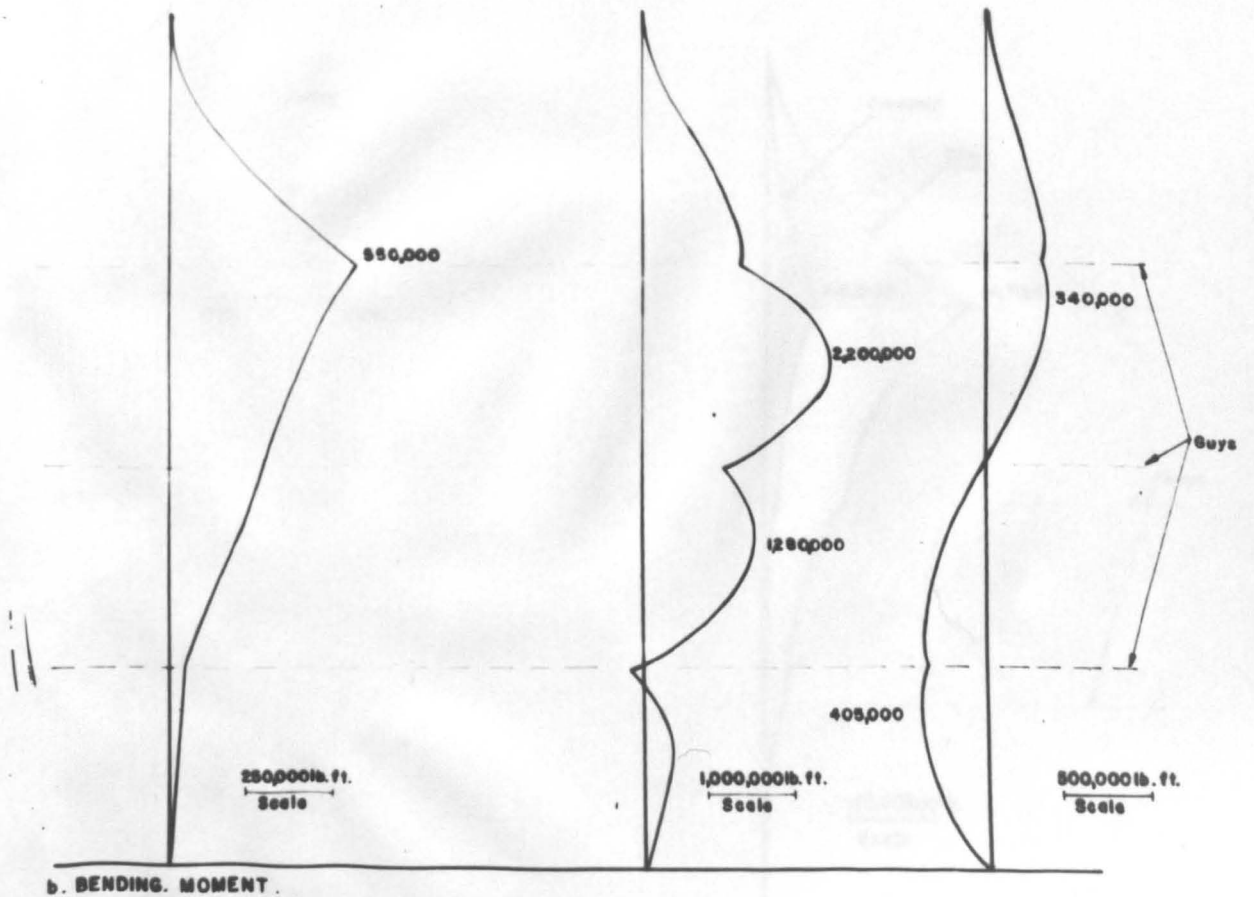 550,000
340,000
2,200,000
Guys
1,280,000
405,000
250,000 lb. ft.
Scale
1,000,000 lb. ft.
Scale
500,000 lb. ft.
Scale
b. BENDING. MOMENT.